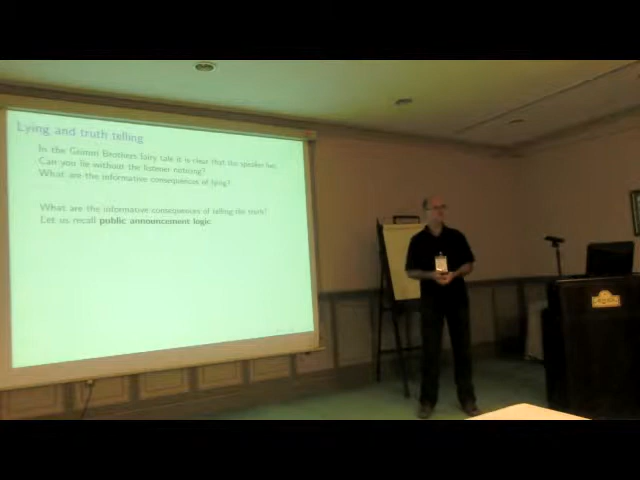 Lying and truth telling
In the Grimm Brothers fairy tale it is clear that the speaker lies.
Can you lie without the listener noticing?
What are the informative consequences of lying?
What are the informative consequences of telling the truth?
Let us recall public announcement logic.